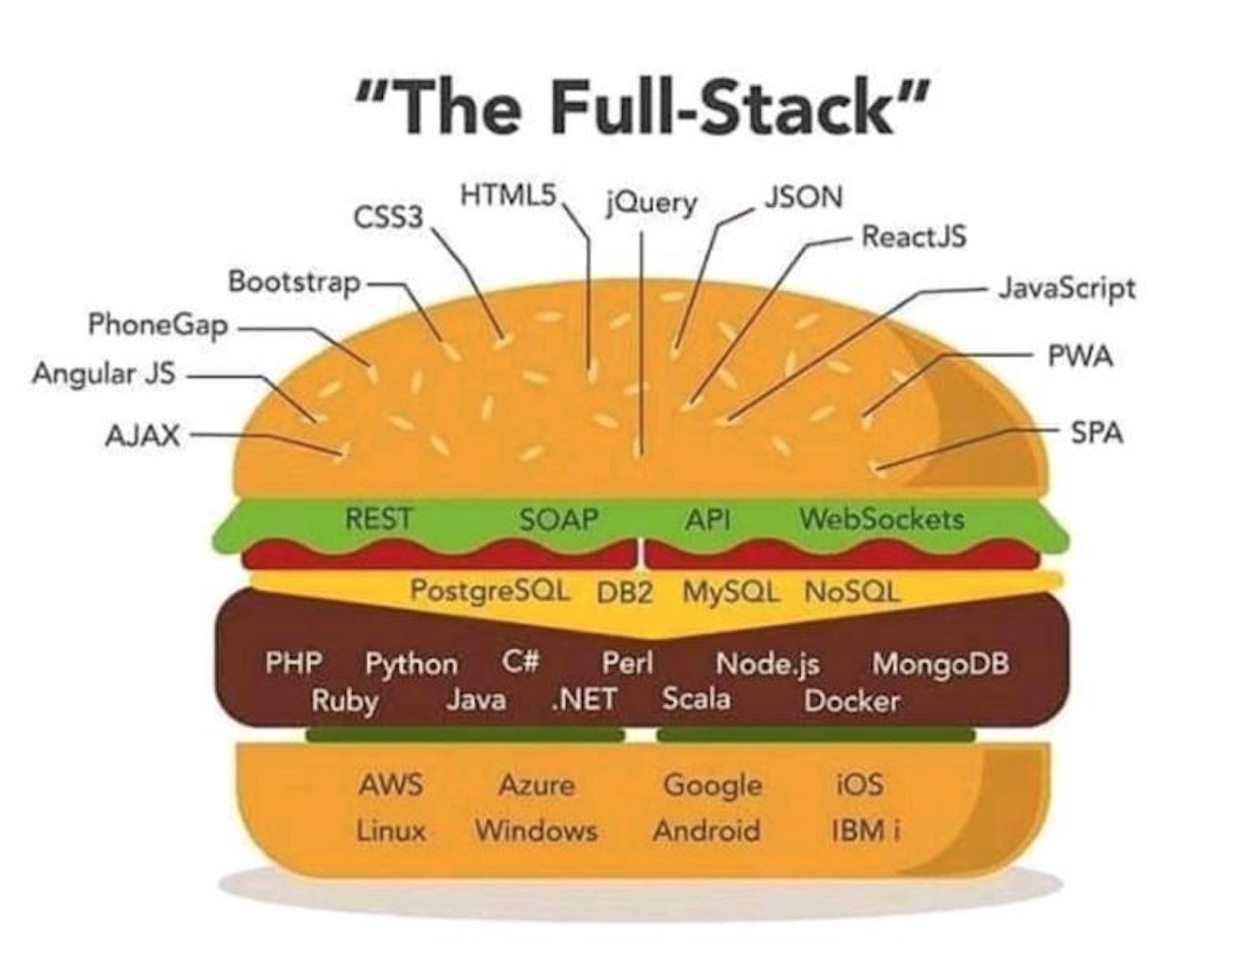 "The Full-Stack"
HTML5
jQuery
JSON
CSS3
ReactJS
Bootstrap
JavaScript
PhoneGap
PWA
Angular JS
AJAX
SPA
REST SOAP API WebSockets
PostgreSQL DB2 MySQL NoSQL
PHP Python C# Perl Node.js MongoDB
Ruby Java .NET Scala Docker
AWS Azure Google iOS
Linux Windows Android IBM i